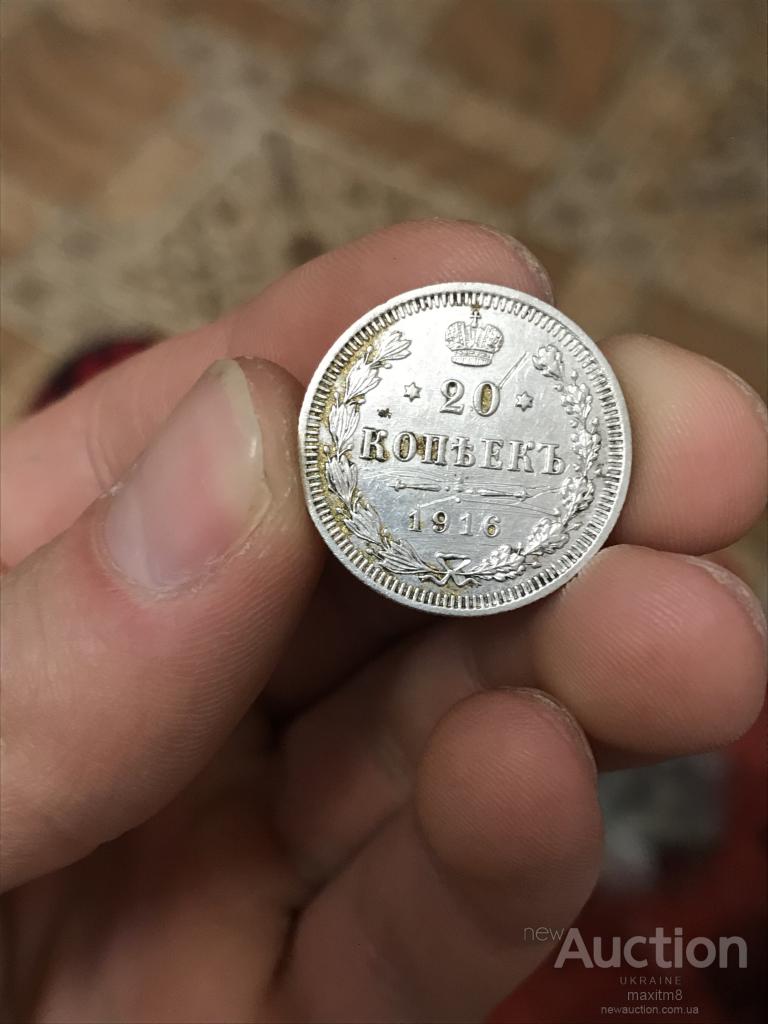 20
КОПѢЕКЪ
1916
newAuction
UKRAINE
maxitm8
newauction.com.ua